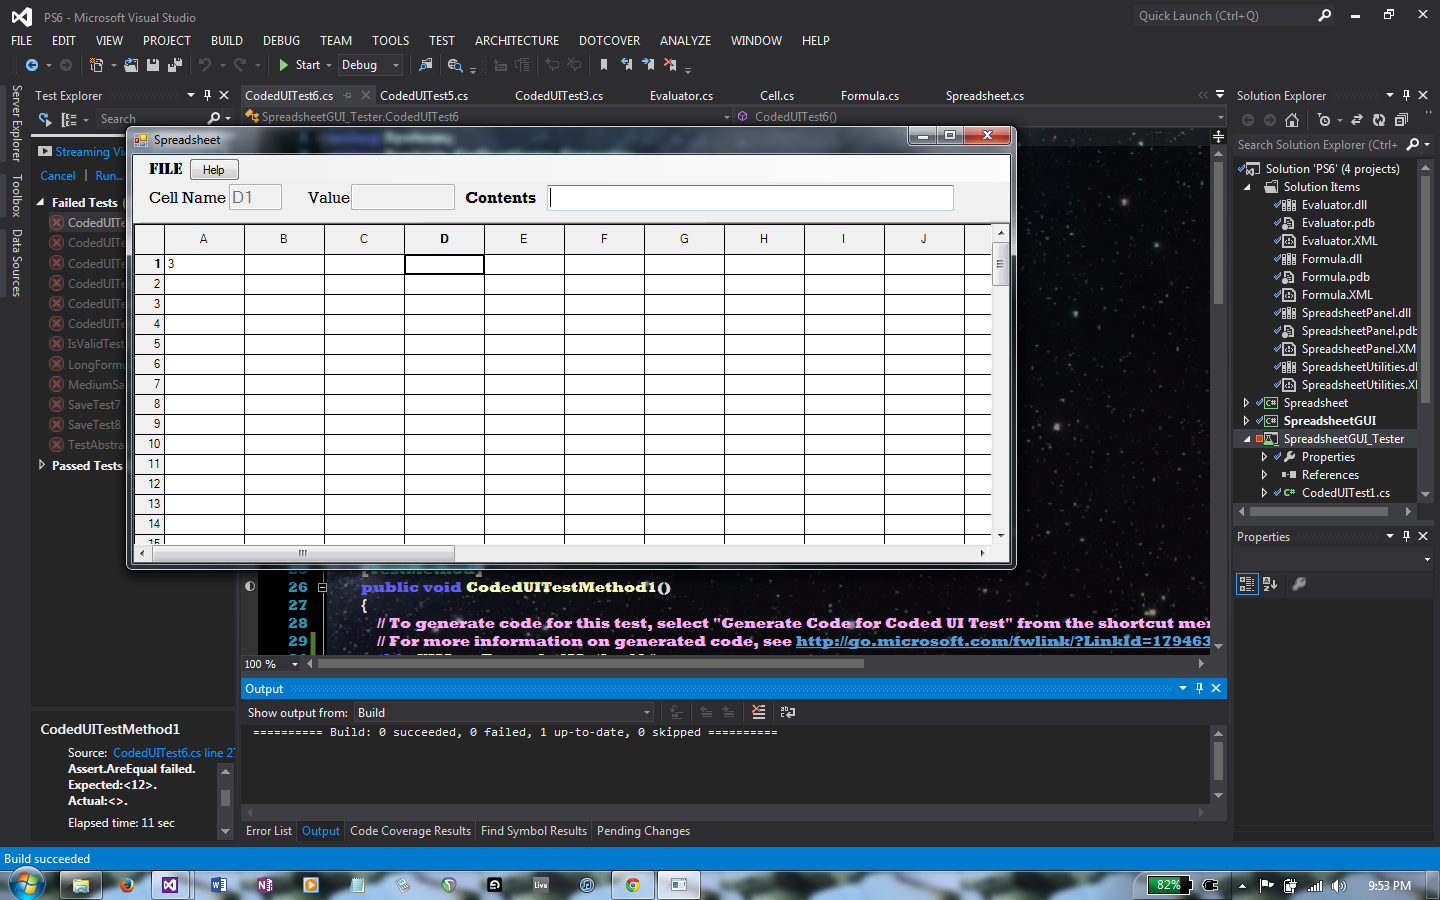 PS6 - Microsoft Visual Studio
Quick Launch (Ctrl+Q)
FILE EDIT VIEW PROJECT BUILD DEBUG TEAM TOOLS TEST ARCHITECTURE DOTCOVER ANALYZE WINDOW HELP
Start Debug
Server Explorer
Toolbox
Data Sources
Test Explorer
Search
Streaming Vi
Cancel | Run...
Failed Tests (
CodedUITe
CodedUITe
CodedUITe
CodedUITe
CodedUITe
CodedUITe
IsValidTest
LongFormu
MediumSa
SaveTest7
SaveTest8
TestAbstra
Passed Tests
CodedUITest6.cs CodedUITest5.cs CodedUITest3.cs Evaluator.cs Cell.cs Formula.cs Spreadsheet.cs
SpreadsheetGUI_Tester.CodedUITest6 CodedUITest6()
Spreadsheet
FILE Help
Cell Name D1 Value Contents
A B C D E F G H I J
1 3
2
3
4
5
6
7
8
9
10
11
12
13
14
15
26 public void CodedUITestMethod1()
27 {
28 // To generate code for this test, select "Generate Code for Coded UI Test" from the shortcut mer
29 // For more information on generated code, see http://go.microsoft.com/fwlink/?LinkId=179463
100 %
Output
Show output from: Build
========== Build: 0 succeeded, 0 failed, 1 up-to-date, 0 skipped ==========
Error List Output Code Coverage Results Find Symbol Results Pending Changes
CodedUITestMethod1
Source: CodedUITest6.cs line 27
Assert.AreEqual failed.
Expected:<12>.
Actual:<>.
Elapsed time: 11 sec
Solution Explorer
Search Solution Explorer (Ctrl+
Solution 'PS6' (4 projects)
Solution Items
Evaluator.dll
Evaluator.pdb
Evaluator.XML
Formula.dll
Formula.pdb
Formula.XML
SpreadsheetPanel.dll
SpreadsheetPanel.pdb
SpreadsheetPanel.XM
SpreadsheetUtilities.dl
SpreadsheetUtilities.X
Spreadsheet
SpreadsheetGUI
SpreadsheetGUI_Tester
Properties
References
CodedUITest1.cs
Properties
Build succeeded
Live
82%
9:53 PM